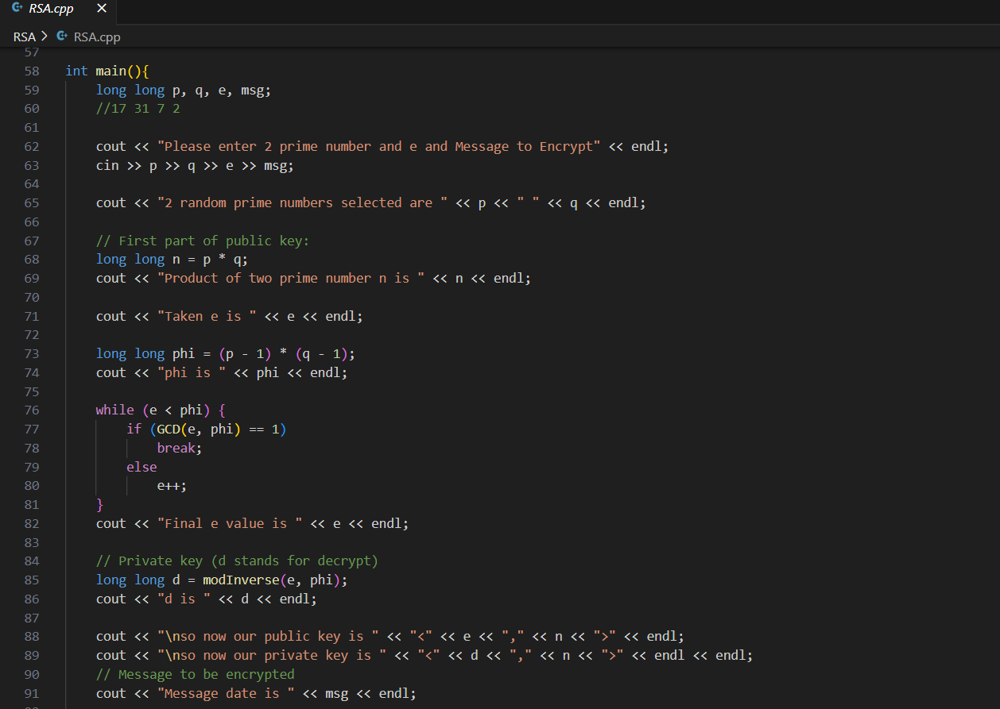 RSA.cpp ×
RSA > RSA.cpp
57
58 int main(){
59 long long p, q, e, msg;
60 //17 31 7 2
61
62 cout << "Please enter 2 prime number and e and Message to Encrypt" << endl;
63 cin >> p >> q >> e >> msg;
64
65 cout << "2 random prime numbers selected are " << p << " " << q << endl;
66
67 // First part of public key:
68 long long n = p * q;
69 cout << "Product of two prime number n is " << n << endl;
70
71 cout << "Taken e is " << e << endl;
72
73 long long phi = (p - 1) * (q - 1);
74 cout << "phi is " << phi << endl;
75
76 while (e < phi) {
77 if (GCD(e, phi) == 1)
78 break;
79 else
80 e++;
81 }
82 cout << "Final e value is " << e << endl;
83
84 // Private key (d stands for decrypt)
85 long long d = modInverse(e, phi);
86 cout << "d is " << d << endl;
87
88 cout << "\nso now our public key is " << "<" << e << "," << n << ">" << endl;
89 cout << "\nso now our private key is " << "<" << d << "," << n << ">" << endl << endl;
90 // Message to be encrypted
91 cout << "Message date is " << msg << endl;